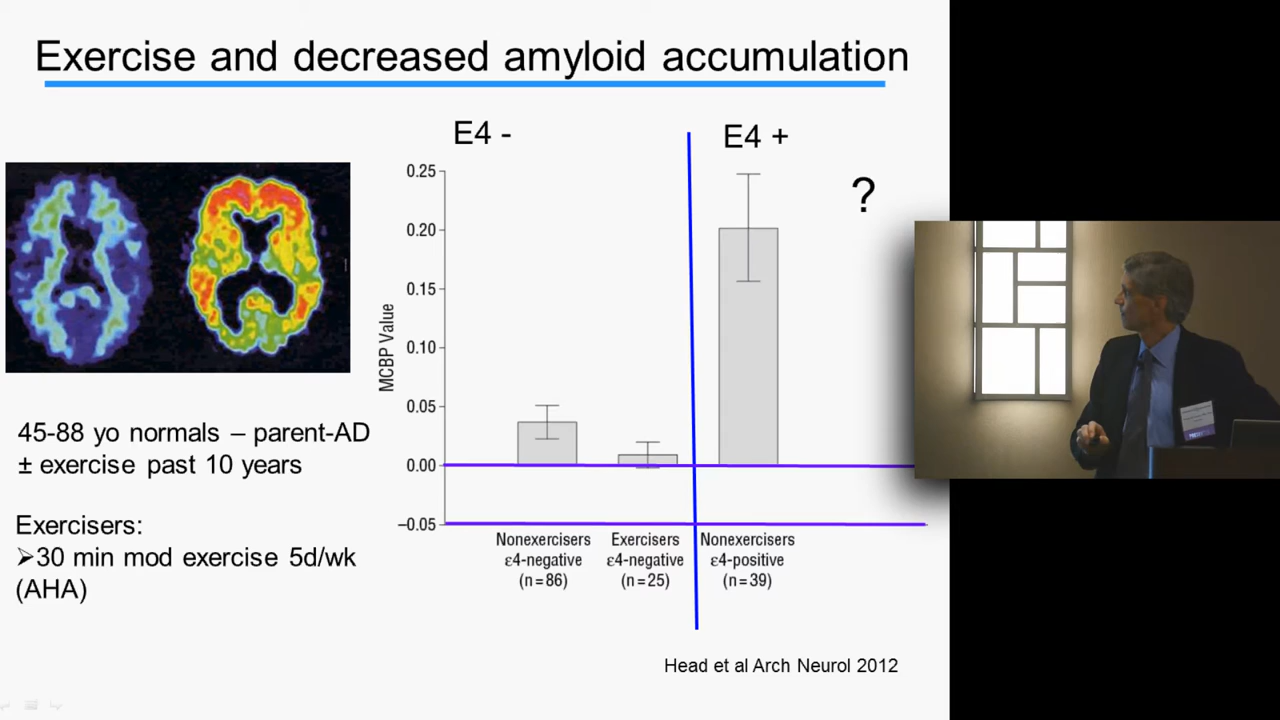 Exercise and decreased amyloid accumulation
E4 -
E4 +
?
0.25
0.20
0.15
0.10
0.05
0.00
–0.05
MCBP Value
Nonexercisers
ε4-negative
(n=86)
Exercisers
ε4-negative
(n=25)
Nonexercisers
ε4-positive
(n=39)
45-88 yo normals – parent-AD
± exercise past 10 years
Exercisers:
➢30 min mod exercise 5d/wk
(AHA)
Head et al Arch Neurol 2012